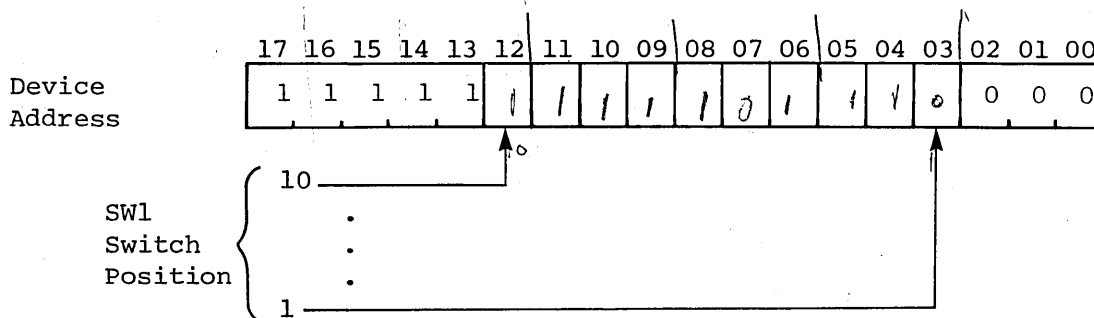 17 16 15 14 13 12 11 10 09 08 07 06 05 04 03 02 01 00
Device Address 1 1 1 1 1 1 1 1 1 1 0 1 1 1 0 0 0 0
10
SW1
Switch
Position
1